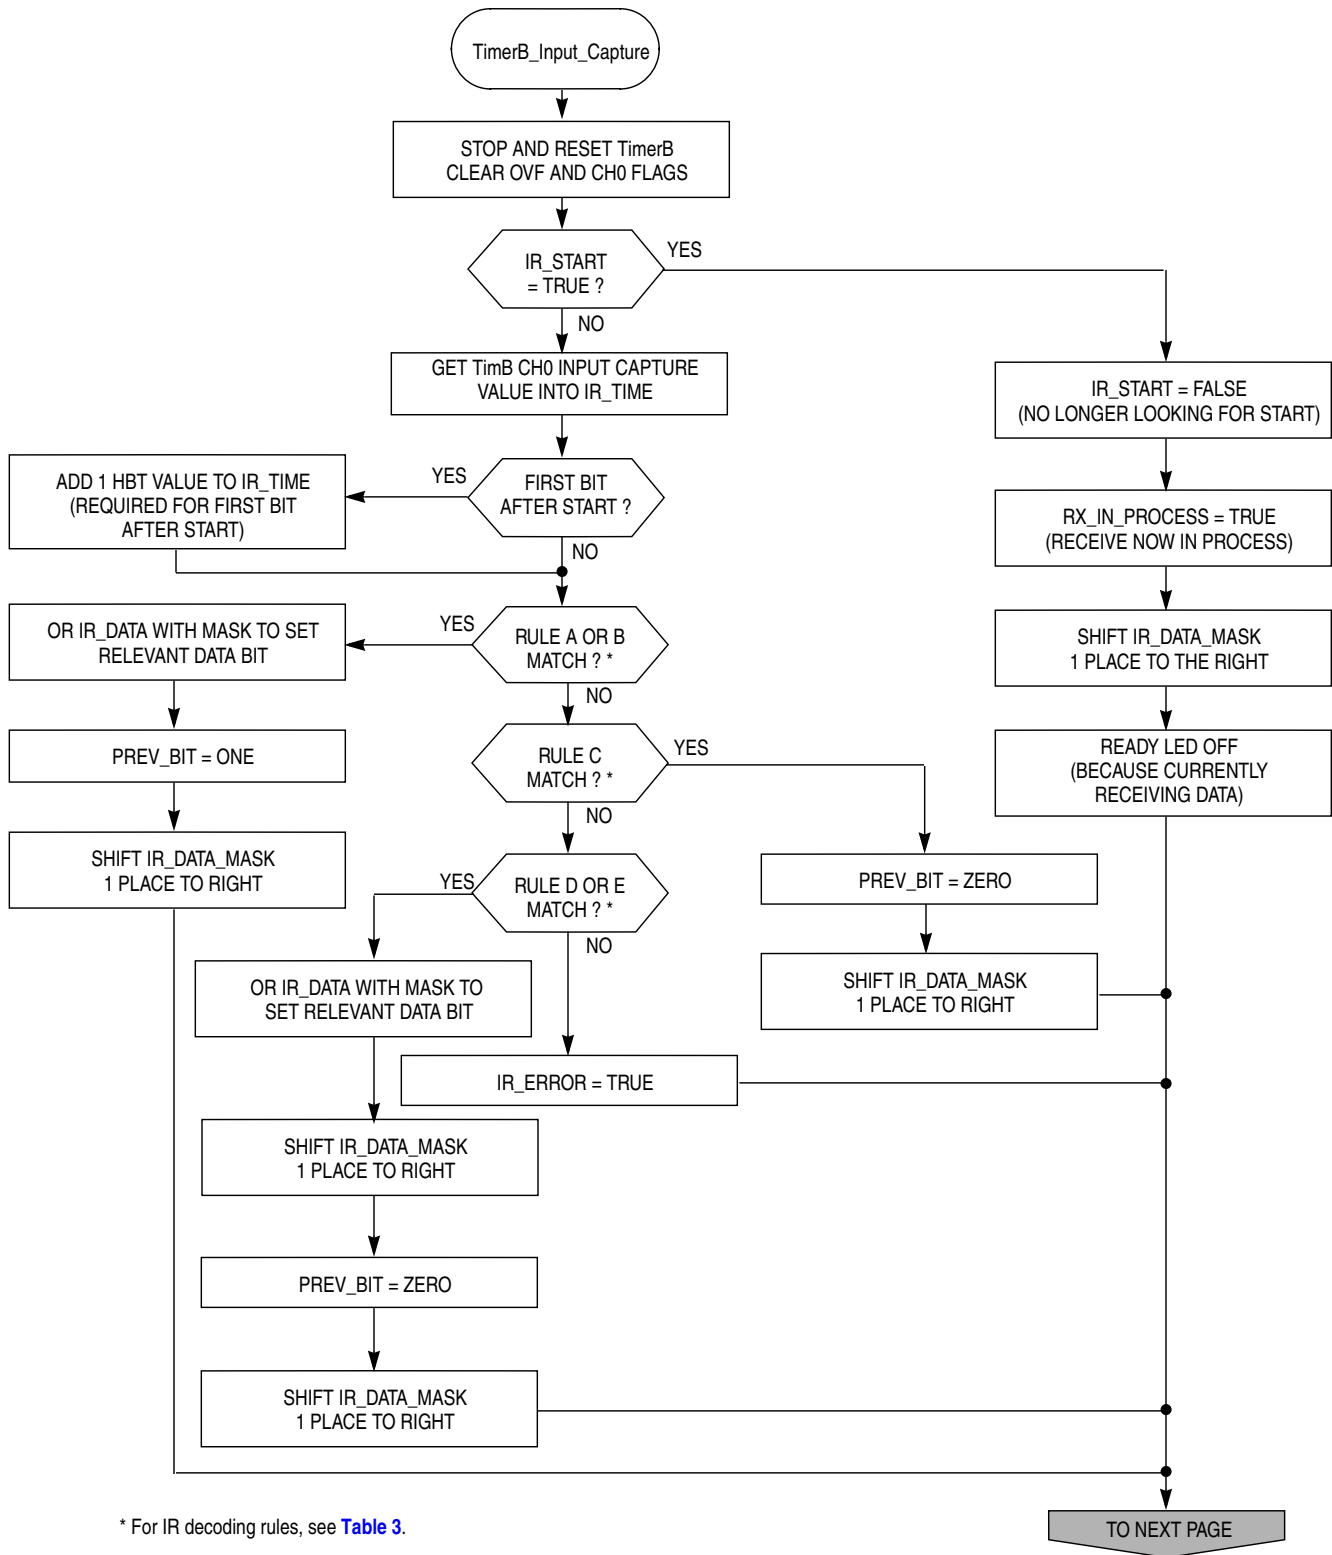 TimerB_Input_Capture
STOP AND RESET TimerB
CLEAR OVF AND CH0 FLAGS
IR_START
= TRUE ?
YES
NO
GET TimB CH0 INPUT CAPTURE
VALUE INTO IR_TIME
IR_START = FALSE
(NO LONGER LOOKING FOR START)
FIRST BIT
AFTER START ?
YES
NO
ADD 1 HBT VALUE TO IR_TIME
(REQUIRED FOR FIRST BIT
AFTER START)
RX_IN_PROCESS = TRUE
(RECEIVE NOW IN PROCESS)
RULE A OR B
MATCH ? *
YES
NO
OR IR_DATA WITH MASK TO SET
RELEVANT DATA BIT
SHIFT IR_DATA_MASK
1 PLACE TO THE RIGHT
PREV_BIT = ONE
RULE C
MATCH ? *
YES
NO
READY LED OFF
(BECAUSE CURRENTLY
RECEIVING DATA)
SHIFT IR_DATA_MASK
1 PLACE TO RIGHT
RULE D OR E
MATCH ? *
YES
NO
PREV_BIT = ZERO
OR IR_DATA WITH MASK TO
SET RELEVANT DATA BIT
SHIFT IR_DATA_MASK
1 PLACE TO RIGHT
IR_ERROR = TRUE
SHIFT IR_DATA_MASK
1 PLACE TO RIGHT
PREV_BIT = ZERO
SHIFT IR_DATA_MASK
1 PLACE TO RIGHT
* For IR decoding rules, see Table 3.
TO NEXT PAGE